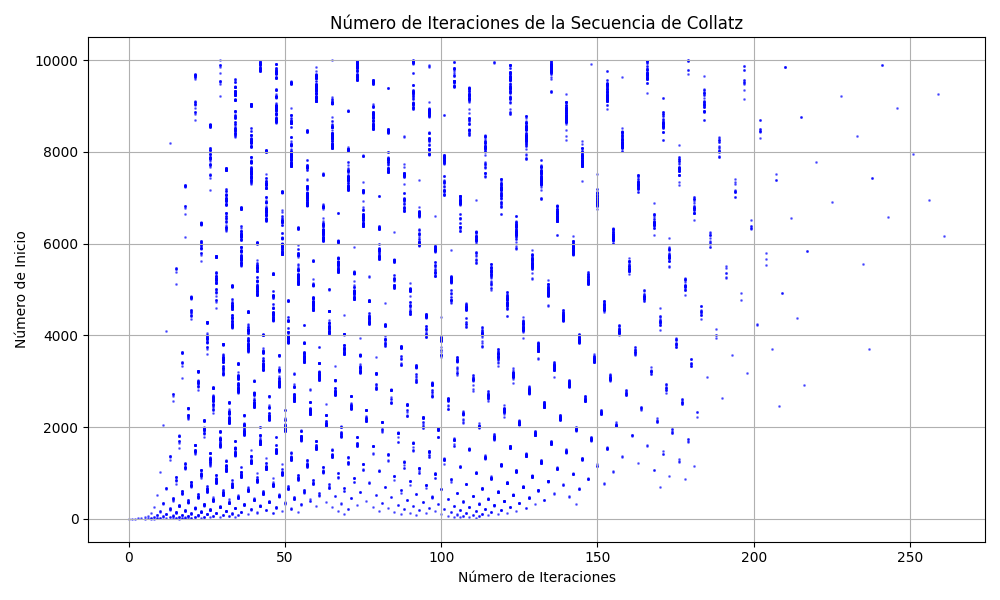 Número de Iteraciones de la Secuencia de Collatz
Número de Inicio
10000
8000
6000
4000
2000
0
0 50 100 150 200 250
Número de Iteraciones